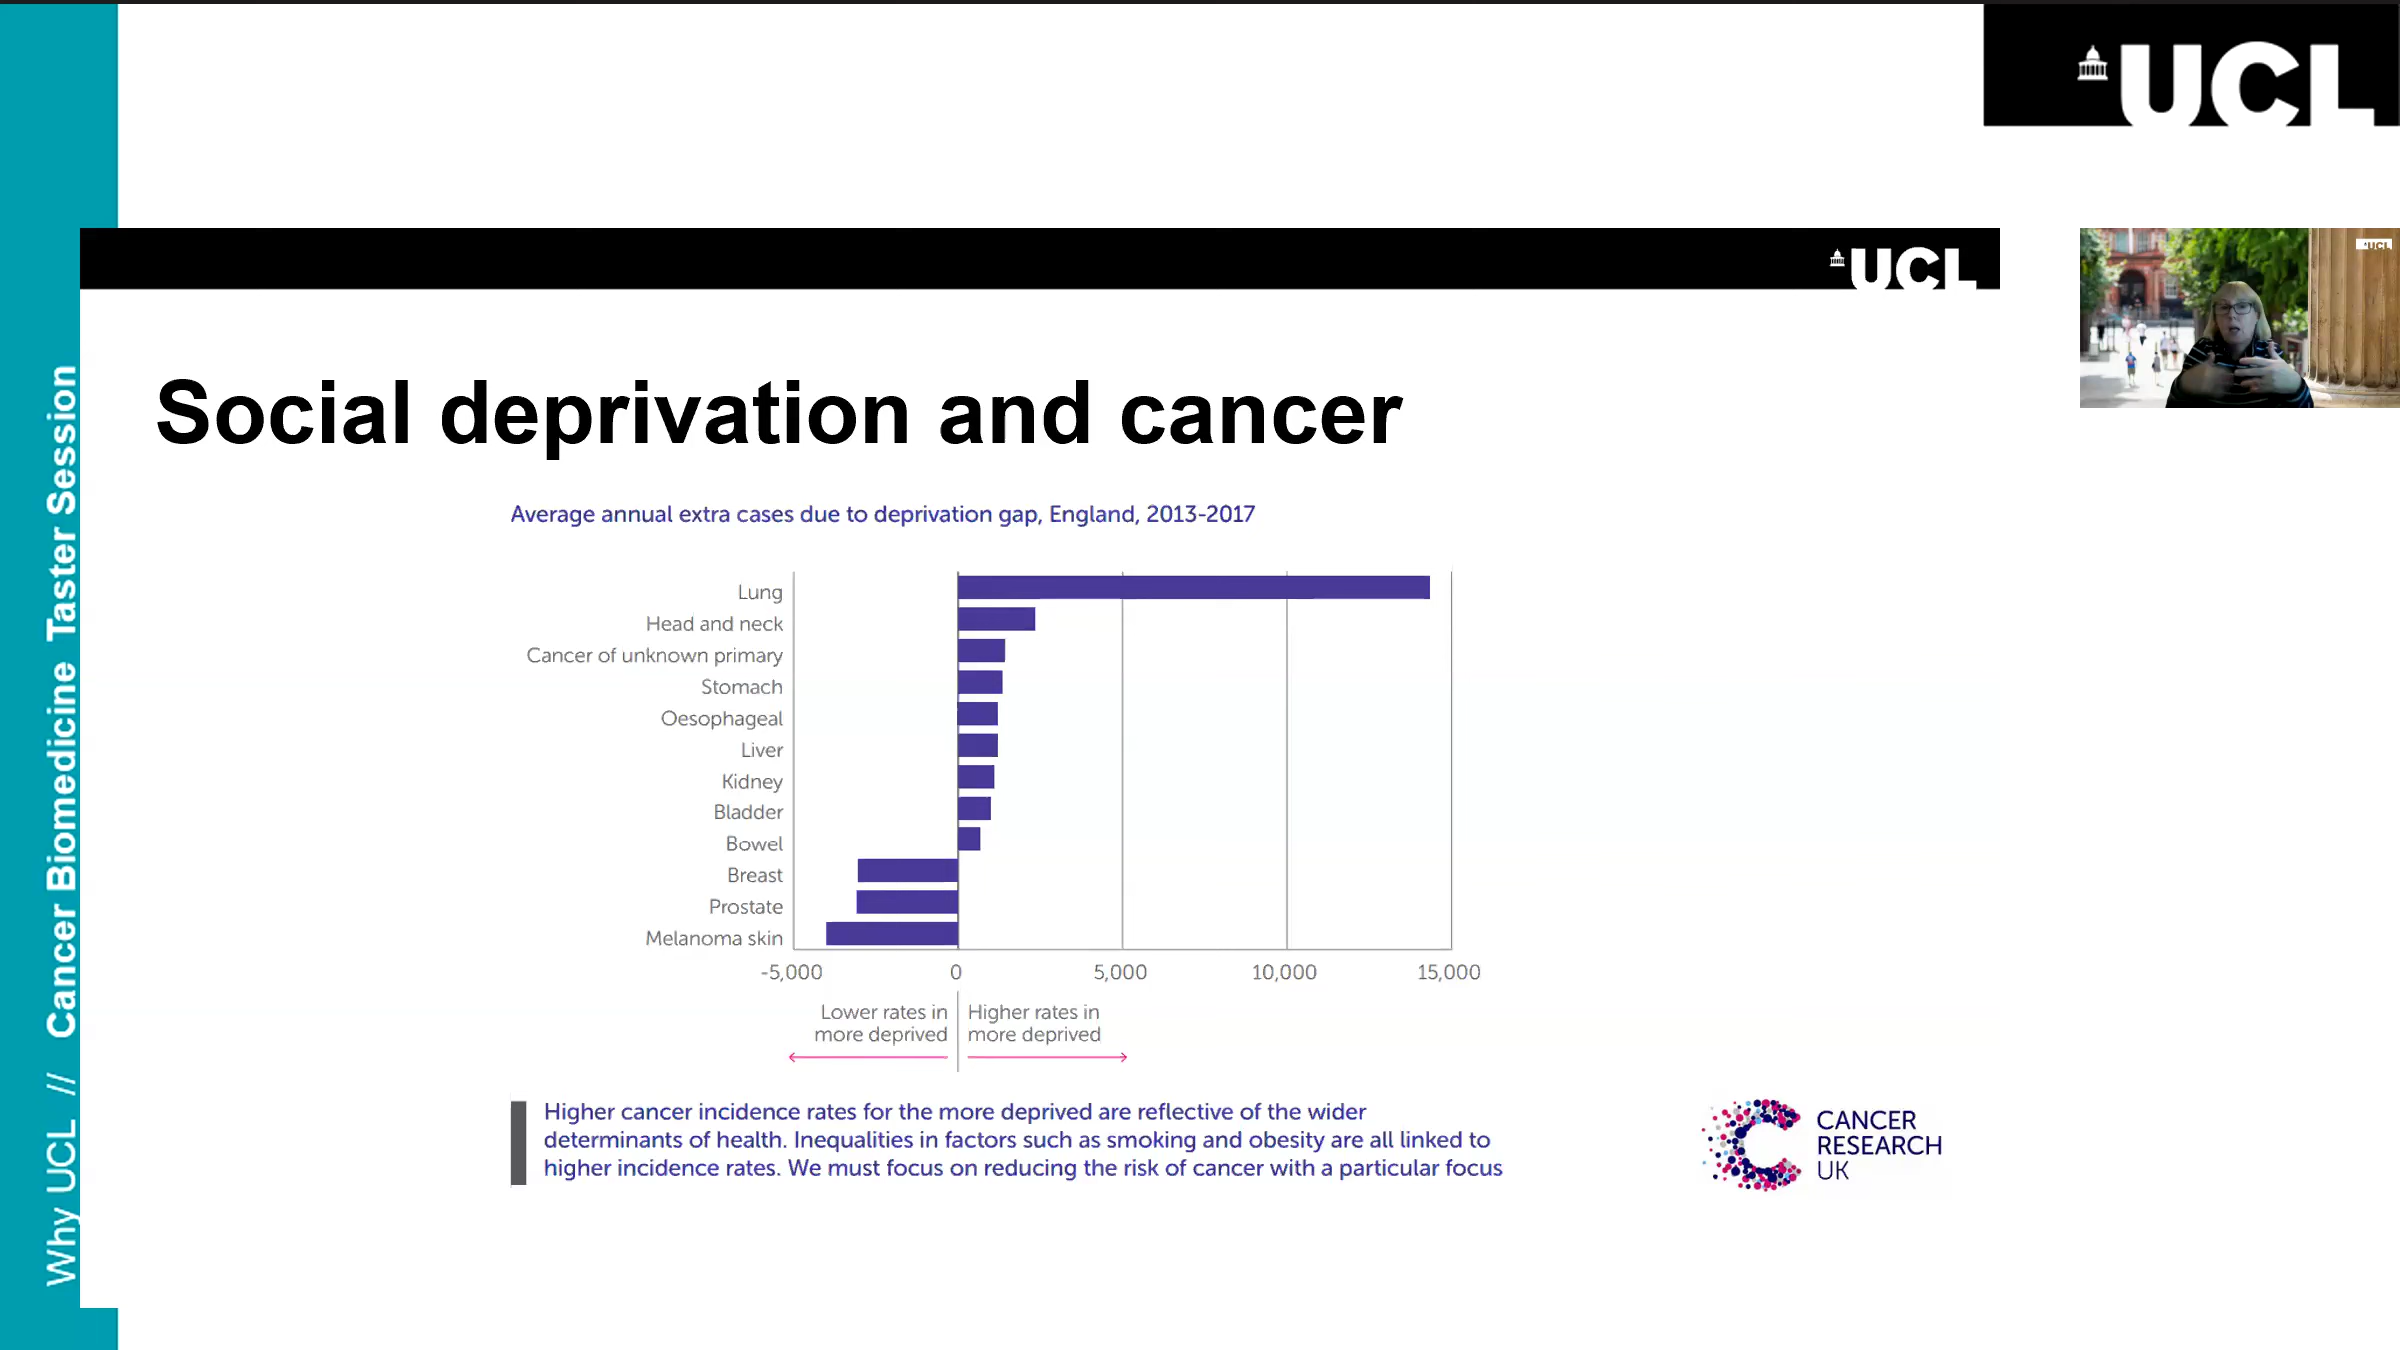 UCL
UCL
UCL
Why UCL // Cancer Biomedicine Taster Session
Social deprivation and cancer
Average annual extra cases due to deprivation gap, England, 2013-2017
Lung
Head and neck
Cancer of unknown primary
Stomach
Oesophageal
Liver
Kidney
Bladder
Bowel
Breast
Prostate
Melanoma skin
-5,000 0 5,000 10,000 15,000
Lower rates in
more deprived
Higher rates in
more deprived
Higher cancer incidence rates for the more deprived are reflective of the wider
determinants of health. Inequalities in factors such as smoking and obesity are all linked to
higher incidence rates. We must focus on reducing the risk of cancer with a particular focus
CANCER
RESEARCH
UK